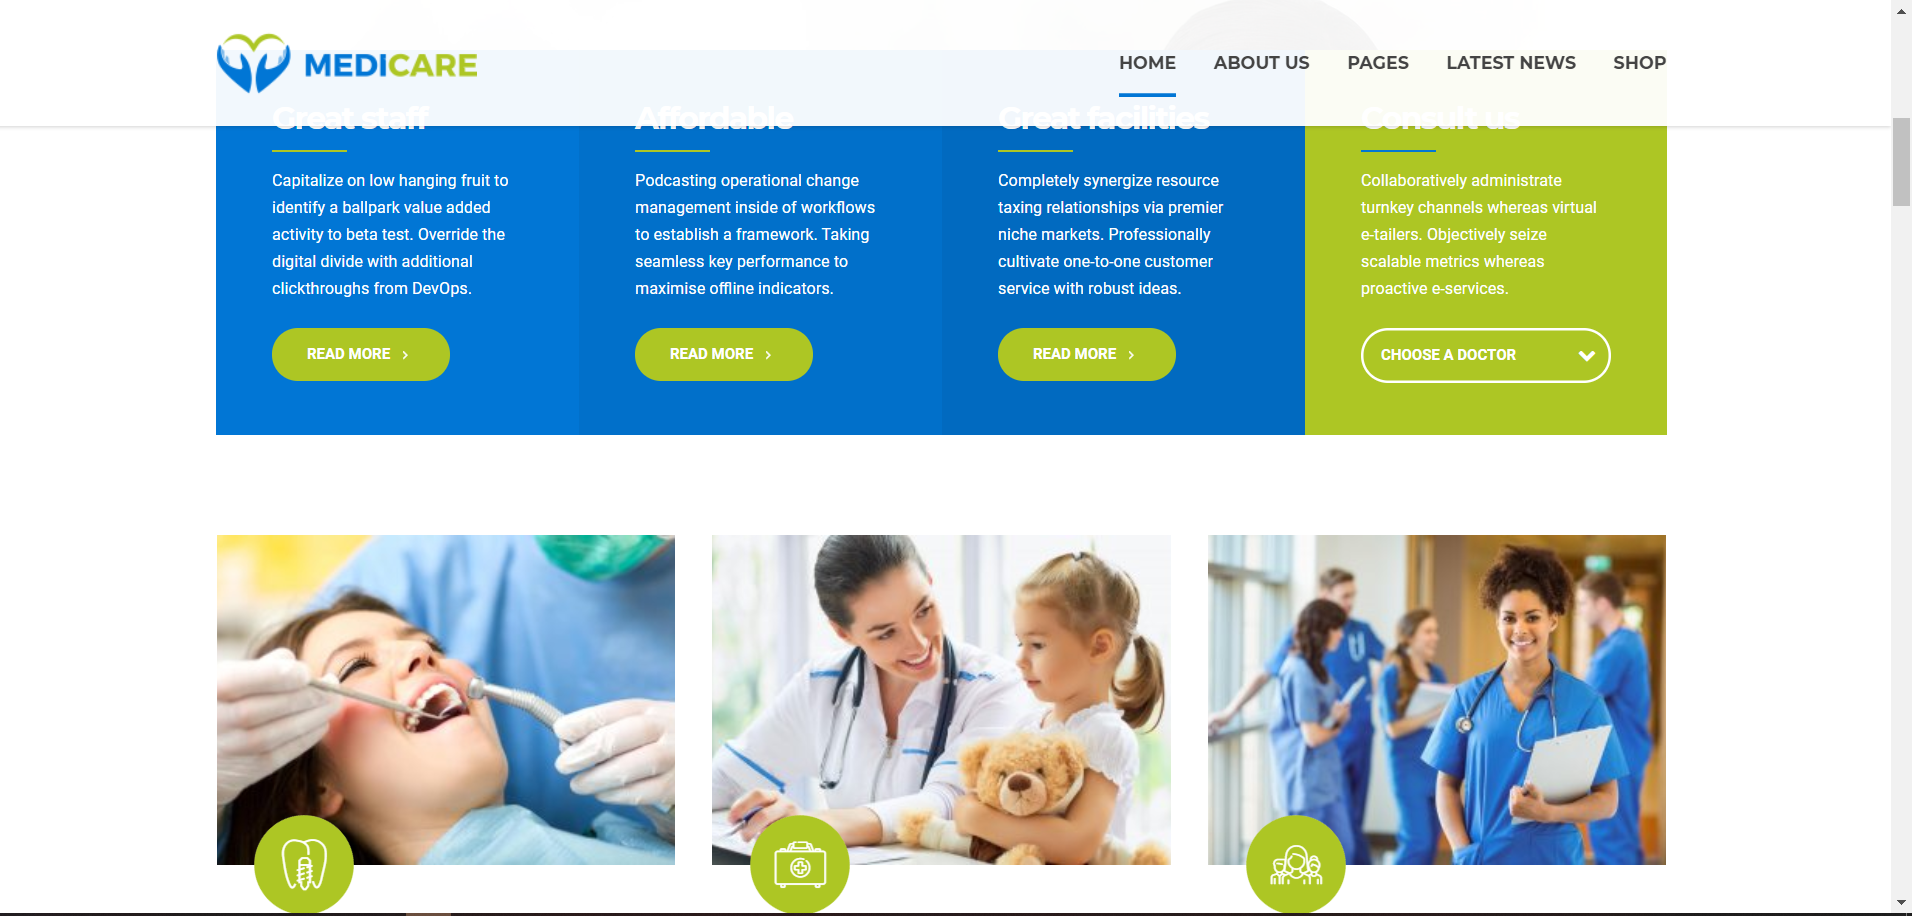 MEDICARE
HOME ABOUT US PAGES LATEST NEWS SHOP
Great staff
Capitalize on low hanging fruit to
identify a ballpark value added
activity to beta test. Override the
digital divide with additional
clickthroughs from DevOps.
READ MORE
Affordable
Podcasting operational change
management inside of workflows
to establish a framework. Taking
seamless key performance to
maximise offline indicators.
READ MORE
Great facilities
Completely synergize resource
taxing relationships via premier
niche markets. Professionally
cultivate one-to-one customer
service with robust ideas.
READ MORE
Consult us
Collaboratively administrate
turnkey channels whereas virtual
e-tailers. Objectively seize
scalable metrics whereas
proactive e-services.
CHOOSE A DOCTOR